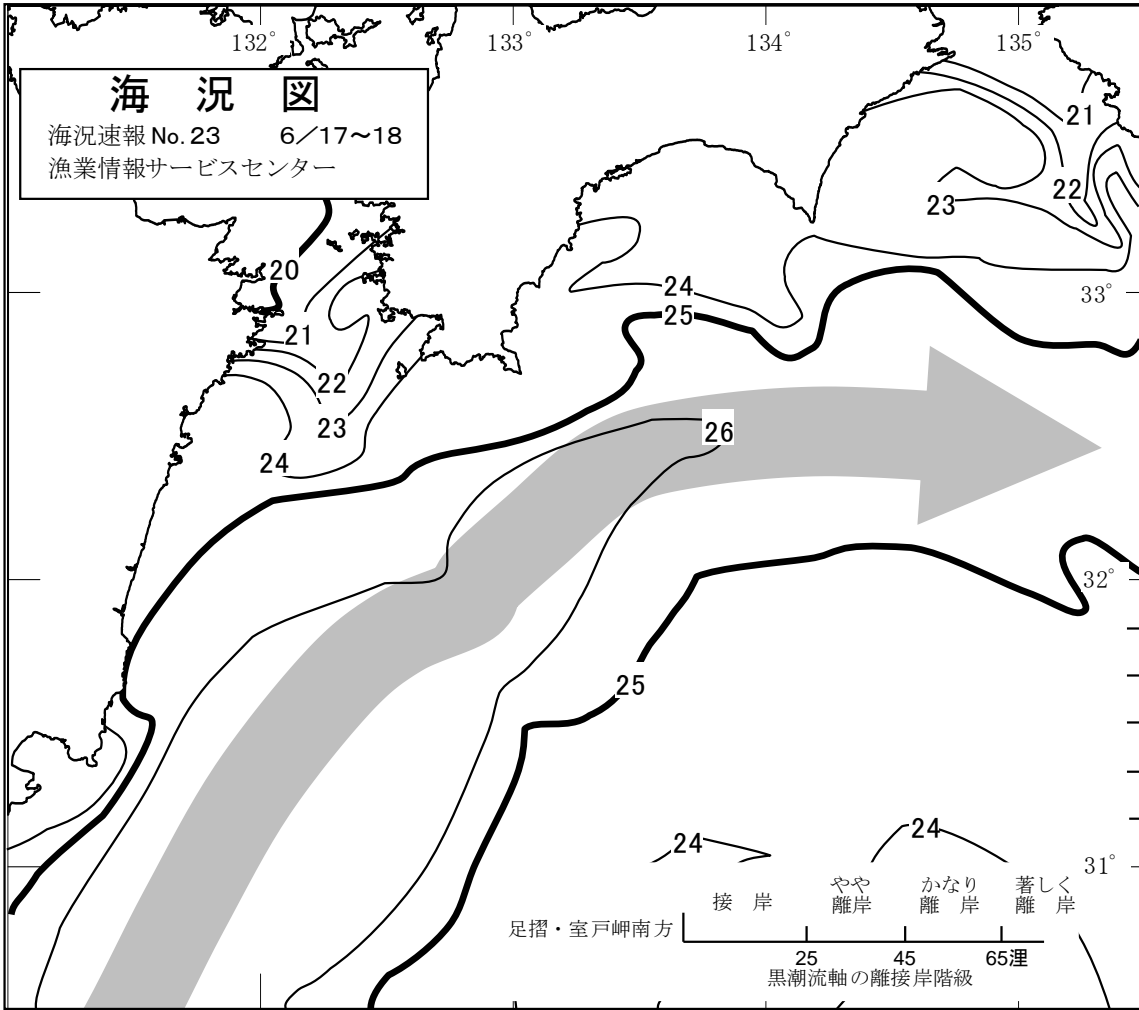 132° 133° 134° 135°
海 況 図
海況速報 No. 23 6/17～18
漁業情報サービスセンター
21
22
23
20
24
25
33°
21
22
23
24
26
32°
25
24 24
31°
接 岸 やや離岸 かなり離 岸 著しく離 岸
足摺・室戸岬南方
25 45 65浬
黒潮流軸の離接岸階級